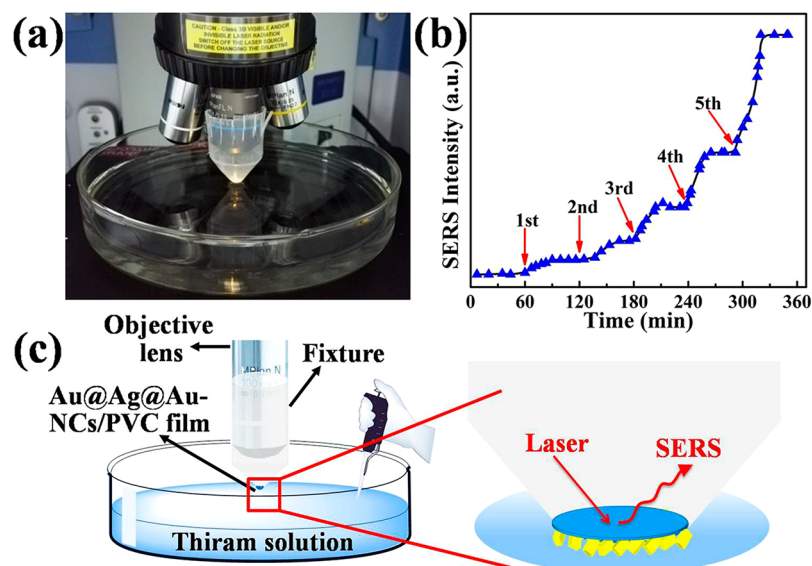 (a)
CAUTION - Class 3B VISIBLE AND/OR
INVISIBLE LASER RADIATION
SWITCH OFF THE LASER SOURCE
BEFORE CHANGING THE OBJECTIVE
MPlan N
(b)
SERS Intensity (a.u.)
1st
2nd
3rd
4th
5th
0
60
120
180
240
300
360
Time (min)
(c)
Objective
lens
Fixture
MPlan N
Au@Ag@Au-
NCs/PVC film
Thiram solution
Laser
SERS